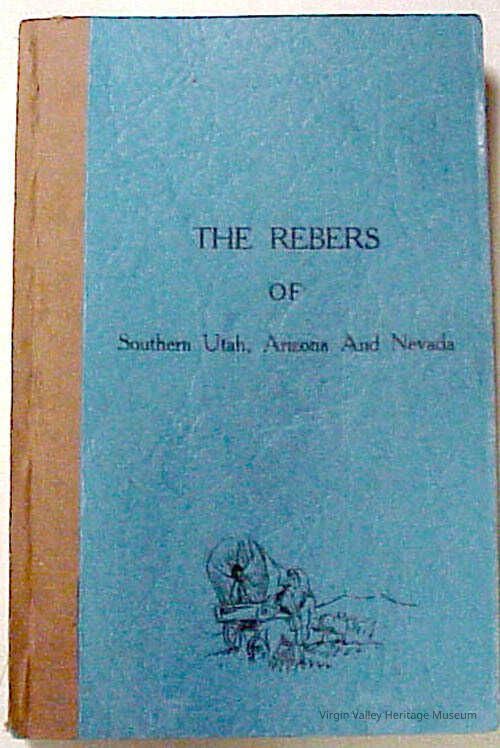 THE REBERS
OF
Southern Utah, Arizona And Nevada
Virgin Valley Heritage Museum